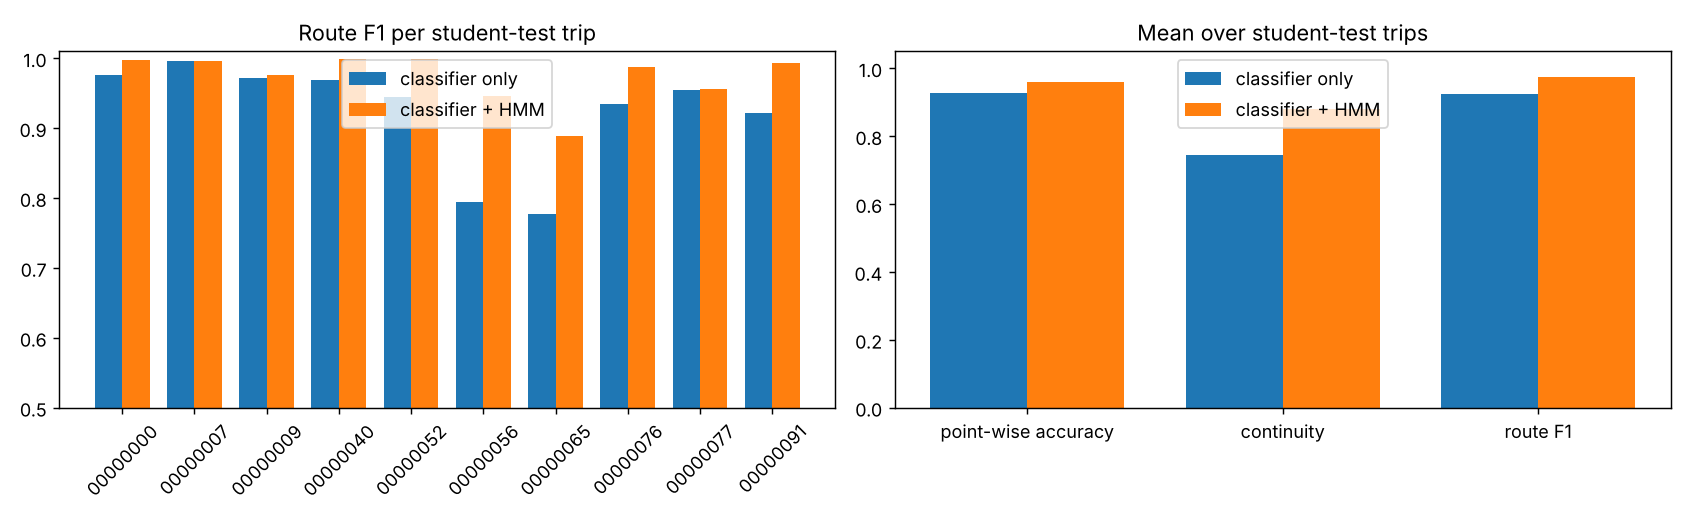 Route F1 per student-test trip
classifier only
classifier + HMM
1.0
0.9
0.8
0.7
0.6
0.5
00000000
00000007
00000009
00000040
00000052
00000056
00000065
00000076
00000077
00000091
Mean over student-test trips
classifier only
classifier + HMM
1.0
0.8
0.6
0.4
0.2
0.0
point-wise accuracy
continuity
route F1